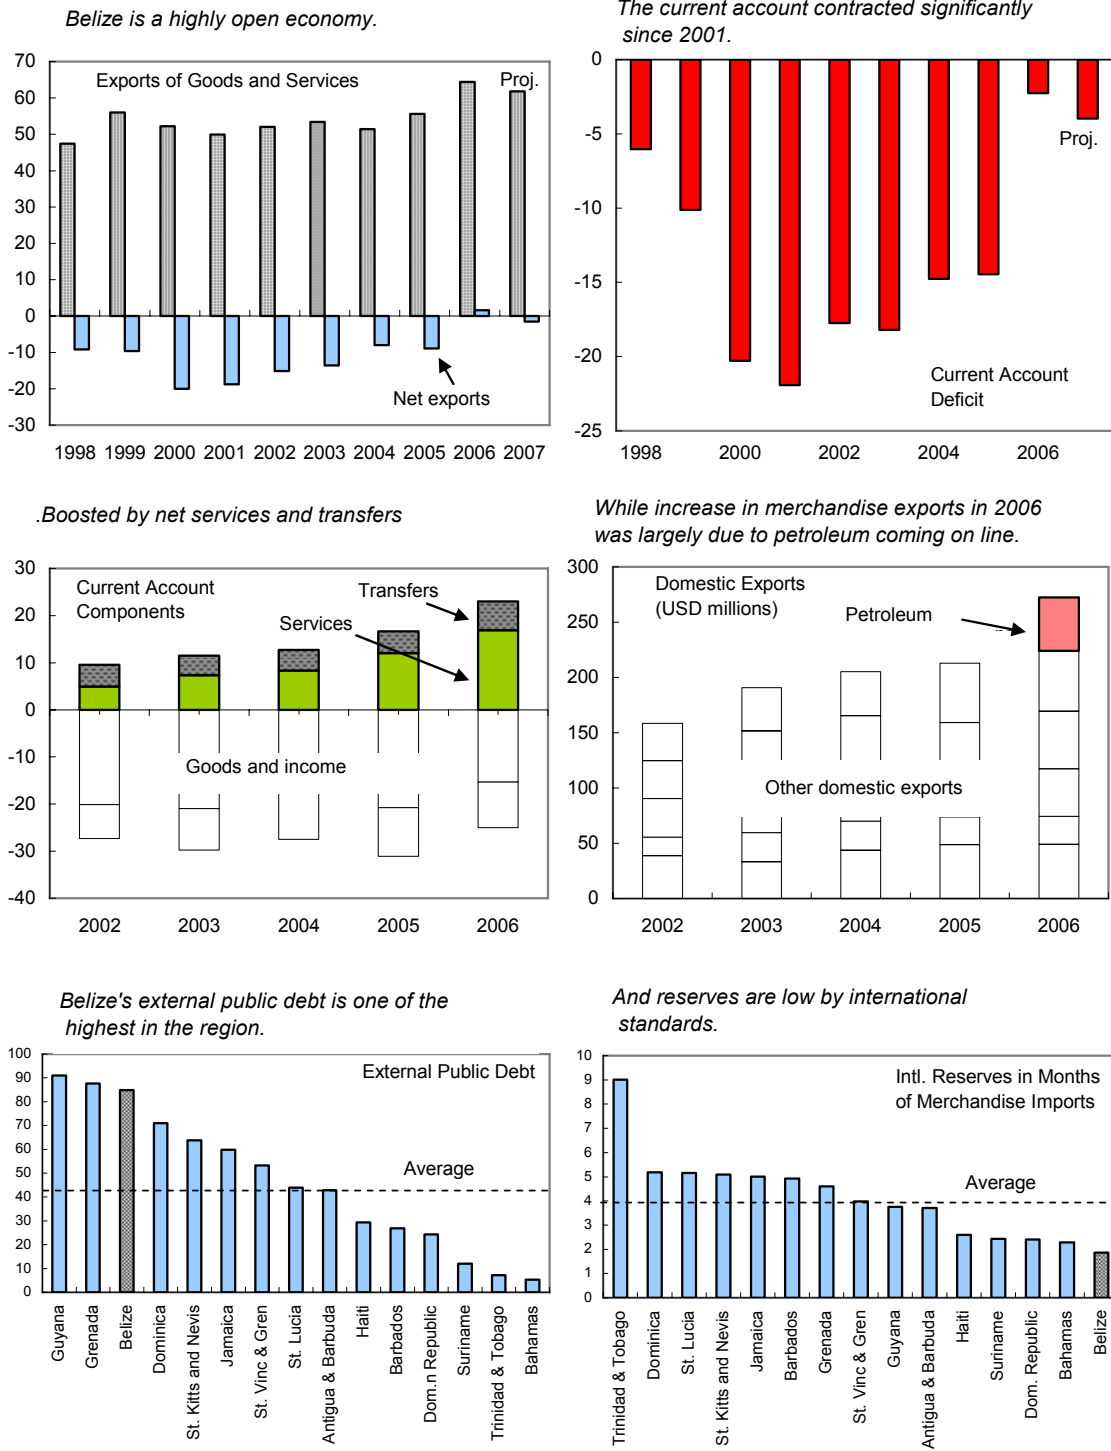 Belize is a highly open economy.
70
60
50
40
30
20
10
0
-10
-20
-30
Exports of Goods and Services
Proj.
Net exports
1998 1999 2000 2001 2002 2003 2004 2005 2006 2007
The current account contracted significantly
since 2001.
0
-5
-10
-15
-20
-25
Proj.
Current Account
Deficit
1998 2000 2002 2004 2006
.Boosted by net services and transfers
30
20
10
0
-10
-20
-30
-40
Current Account
Components
Transfers
Services
Goods and income
2002 2003 2004 2005 2006
While increase in merchandise exports in 2006
was largely due to petroleum coming on line.
300
250
200
150
100
50
0
Domestic Exports
(USD millions)
Petroleum
Other domestic exports
2002 2003 2004 2005 2006
Belize's external public debt is one of the
highest in the region.
100
90
80
70
60
50
40
30
20
10
0
External Public Debt
Average
Guyana
Grenada
Belize
Dominica
St. Kitts and Nevis
Jamaica
St. Vinc & Gren
St. Lucia
Antigua & Barbuda
Haiti
Barbados
Dom.n Republic
Suriname
Trinidad & Tobago
Bahamas
And reserves are low by international
standards.
10
9
8
7
6
5
4
3
2
1
0
Intl. Reserves in Months
of Merchandise Imports
Average
Trinidad & Tobago
Dominica
St. Lucia
St. Kitts and Nevis
Jamaica
Barbados
Grenada
St. Vinc & Gren
Guyana
Antigua & Barbuda
Haiti
Suriname
Dom. Republic
Bahamas
Belize